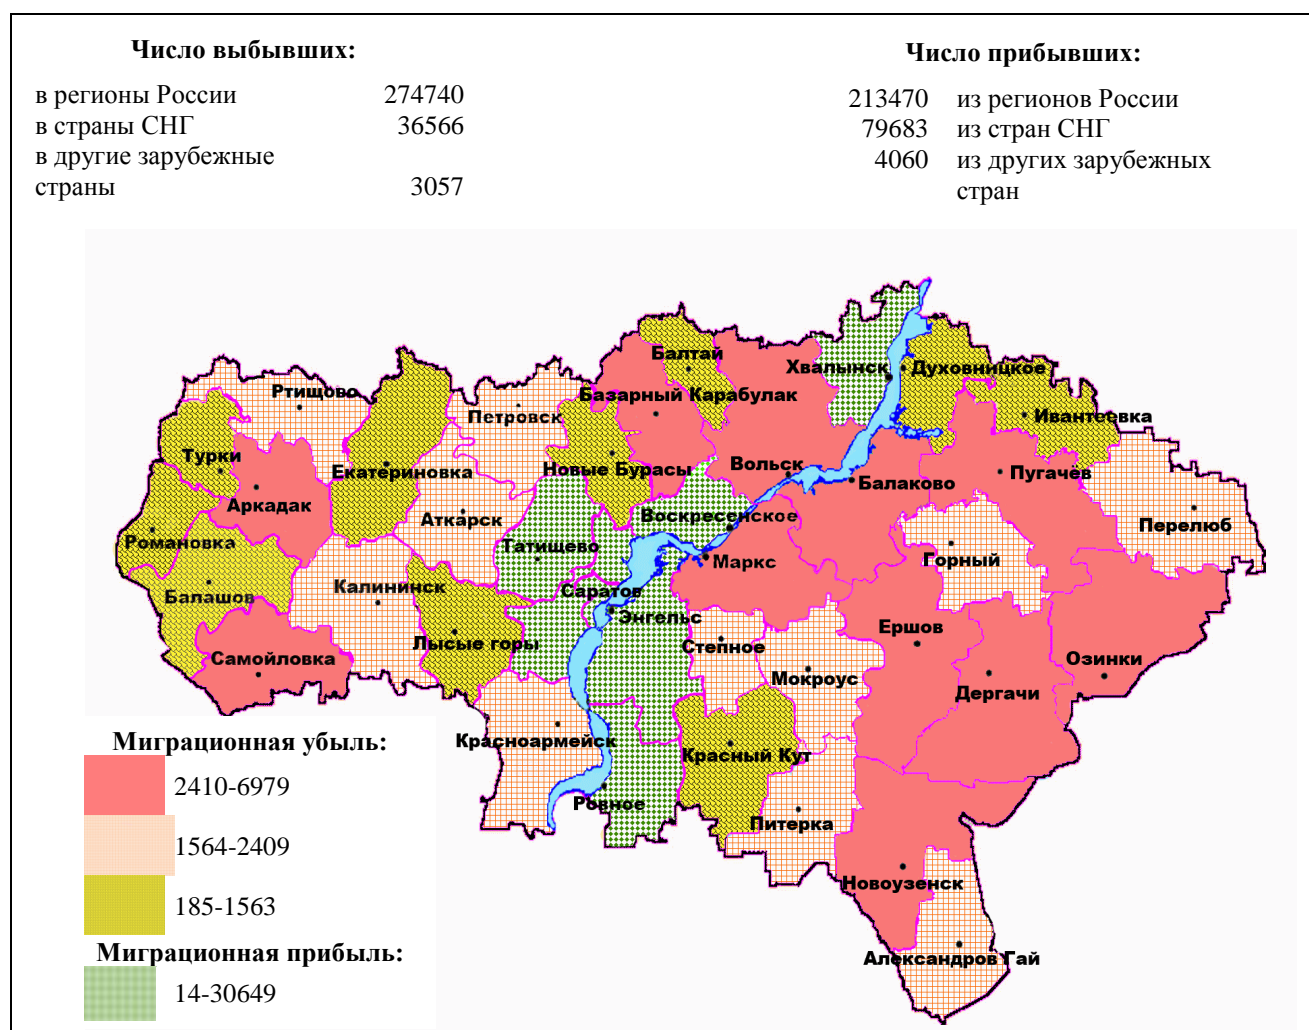 Число выбывших:
в регионы России 274740
в страны СНГ 36566
в другие зарубежные
страны 3057
Число прибывших:
213470 из регионов России
79683 из стран СНГ
4060 из других зарубежных
стран
Балтай
Хвалынск
Духовницкое
Ртищово
Базарный Карабулак
Петровск
Ивантеевка
Турки
Екатериновка
Новые Бурасы
Вольск
Балаково
Пугачёв
Аркадак
Аткарск
Воскресенское
Перелюб
Романовка
Татищево
Маркс
Горный
Балашов
Калининск
Саратов
Энгельс
Лысые горы
Степное
Ершов
Самойловка
Мокроус
Озинки
Дергачи
Красноармейск
Красный Кут
Ровное
Питерка
Новоузенск
Александров Гай
Миграционная убыль:
2410-6979
1564-2409
185-1563
Миграционная прибыль:
14-30649